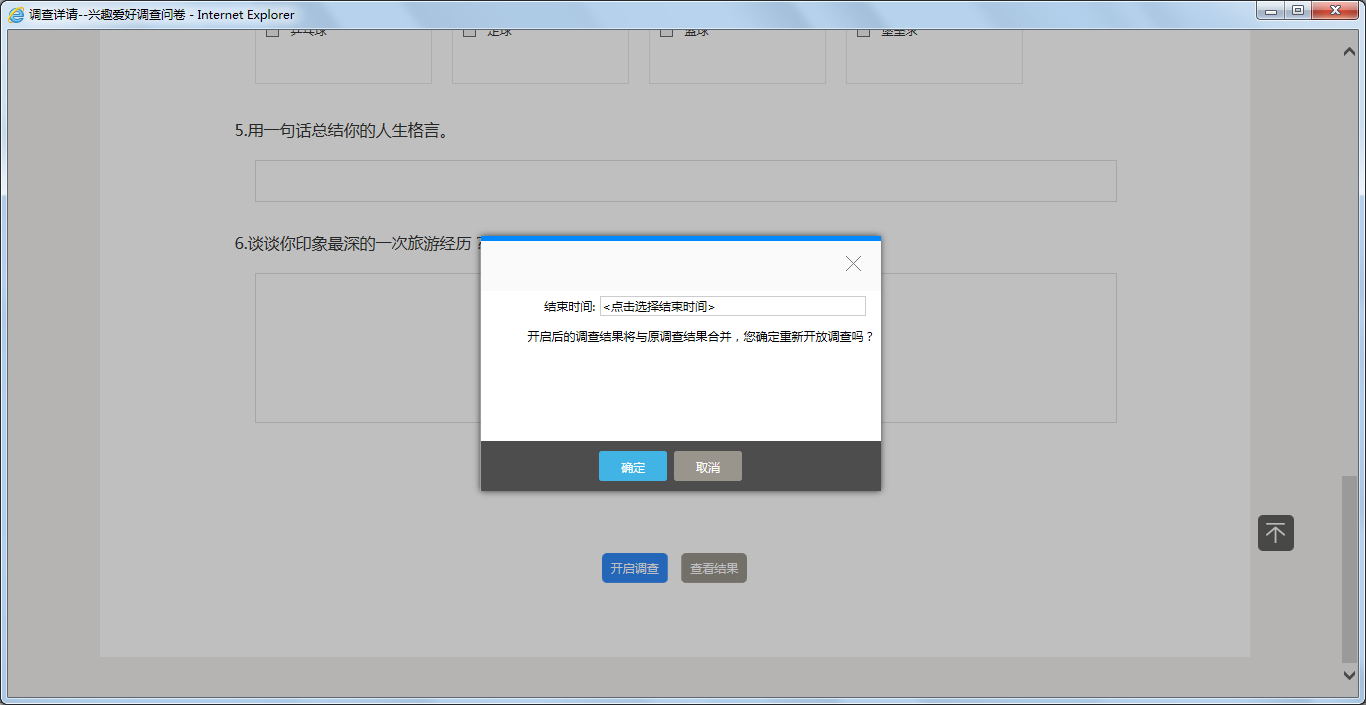 调查详请--兴趣爱好调查问卷 - Internet Explorer
乒乓球 足球 篮球
5.用一句话总结你的人生格言。
6.谈谈你印象最深的一次旅游经历？
结束时间: <点击选择结束时间>
开启后的调查结果将与原调查结果合并，您确定重新开放调查吗？
确定 取消
开启调查 查看结果